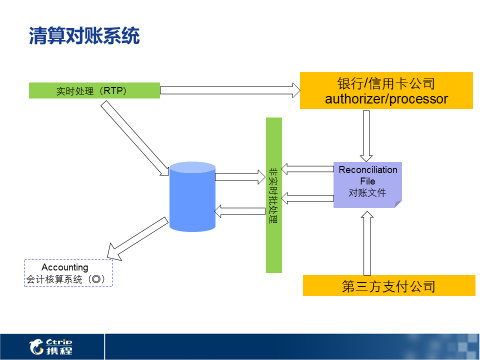 清算对账系统
实时处理（RTP）
银行/信用卡公司
authorizer/processor
非实时批处理
Reconciliation
File
对账文件
Accounting
会计核算系统（◎）
第三方支付公司
Ctrip
携程